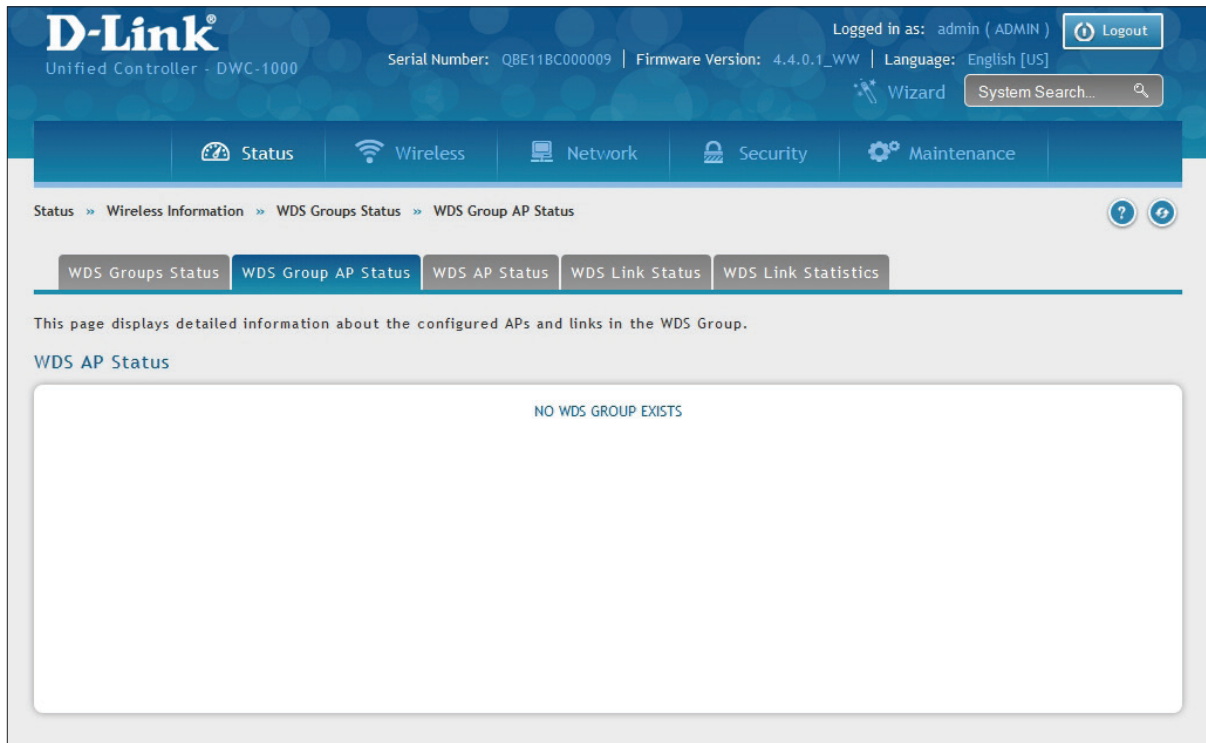 D-Link®
Unified Controller - DWC-1000
Logged in as: admin ( ADMIN )
Logout
Serial Number: QBE11BC000009 | Firmware Version: 4.4.0.1_WW | Language: English [US]
Wizard
System Search...
Status
Wireless
Network
Security
Maintenance
Status » Wireless Information » WDS Groups Status » WDS Group AP Status
?
WDS Groups Status
WDS Group AP Status
WDS AP Status
WDS Link Status
WDS Link Statistics
This page displays detailed information about the configured APs and links in the WDS Group.
WDS AP Status
NO WDS GROUP EXISTS